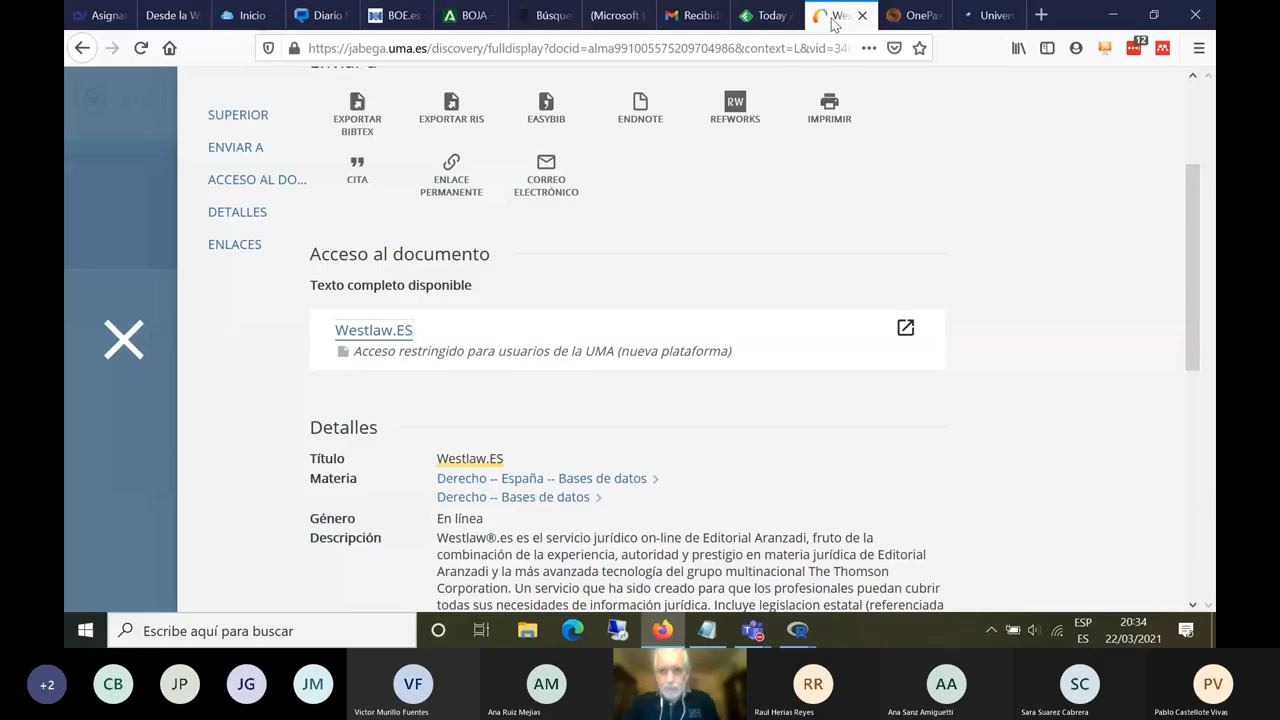 Asignat
Desde la W
Inicio -
Diario
BOE.es
BOJA -
Búsque
(Microsoft
Recibid
Today
Wes
OnePa
Univer
https://jabega.uma.es/discovery/fulldisplay?docid=alma991005575209704986&context=L&vid=34
12
Enviar a
SUPERIOR
ENVIAR A
ACCESO AL DO...
DETALLES
ENLACES
EXPORTAR BIBTEX
EXPORTAR RIS
EASYBIB
ENDNOTE
RW
REFWORKS
IMPRIMIR
CITA
ENLACE PERMANENTE
CORREO ELECTRÓNICO
Acceso al documento
Texto completo disponible
Westlaw.ES
Acceso restringido para usuarios de la UMA (nueva plataforma)
Detalles
Título Westlaw.ES
Materia Derecho -- España -- Bases de datos
Derecho -- Bases de datos
Género En línea
Descripción Westlaw®.es es el servicio jurídico on-line de Editorial Aranzadi, fruto de la
combinación de la experiencia, autoridad y prestigio en materia jurídica de Editorial
Aranzadi y la más avanzada tecnología del grupo multinacional The Thomson
Corporation. Un servicio que ha sido creado para que los profesionales puedan cubrir
todas sus necesidades de información jurídica. Incluye legislacion estatal (referenciada
Escribe aquí para buscar
ESP
ES
20:34
22/03/2021
+2
CB
JP
JG
JM
VF
Victor Murillo Fuentes
AM
Ana Ruiz Mejias
RR
Raul Herias Reyes
AA
Ana Sanz Amiguetti
SC
Sara Suarez Cabrera
PV
Pablo Castellote Vivas